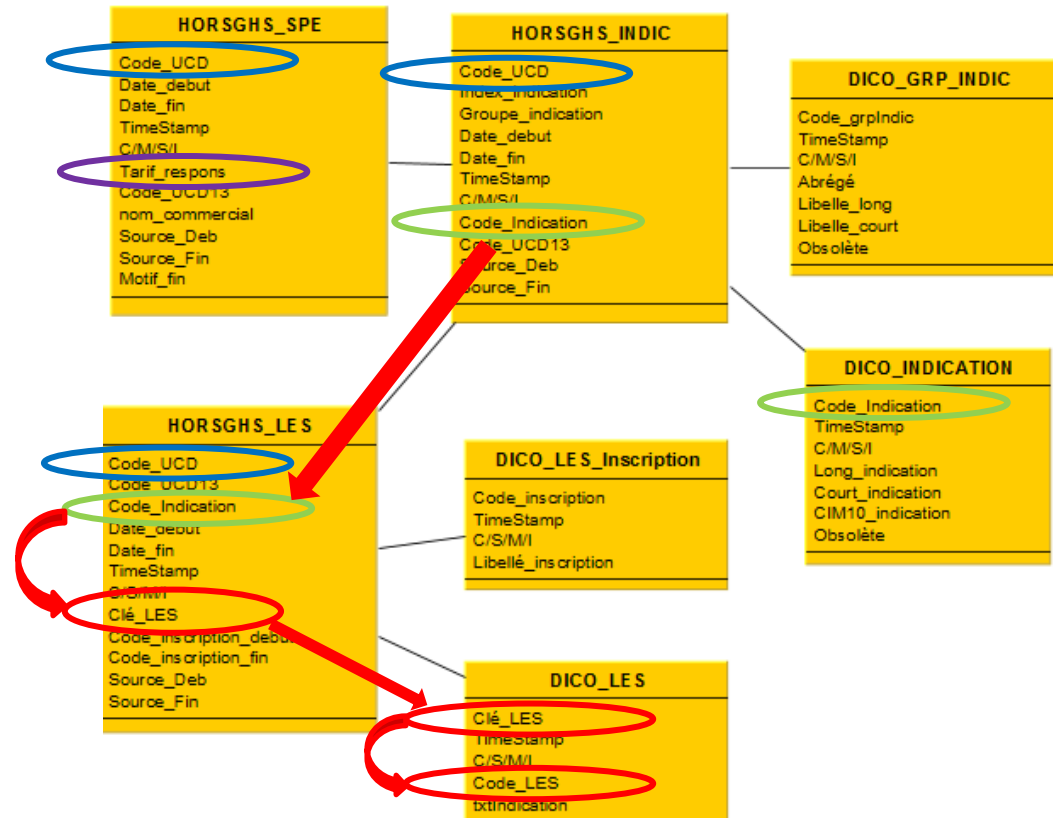 HORSGHS_SPE
Code_UCD
Date_debut
Date_fin
TimeStamp
C/M/S/I
Tarif_respons
Code_UCD13
nom_commercial
Source_Deb
Source_Fin
Motif_fin
HORSGHS_INDIC
Code_UCD
Index_indication
Groupe_indication
Date_debut
Date_fin
TimeStamp
C/M/S/I
Code_Indication
Code_UCD13
Source_Deb
Source_Fin
DICO_GRP_INDIC
Code_grpIndic
TimeStamp
C/M/S/I
Abrégé
Libelle_long
Libelle_court
Obsolète
DICO_INDICATION
Code_Indication
TimeStamp
C/M/S/I
Long_indication
Court_indication
CIM10_indication
Obsolète
HORSGHS_LES
Code_UCD
Code_UCD13
Code_Indication
Date_debut
Date_fin
TimeStamp
C/S/M/I
Clé_LES
Code_inscription_debut
Code_inscription_fin
Source_Deb
Source_Fin
DICO_LES_Inscription
Code_inscription
TimeStamp
C/S/M/I
Libellé_inscription
DICO_LES
Clé_LES
TimeStamp
C/S/M/I
Code_LES
txtIndication